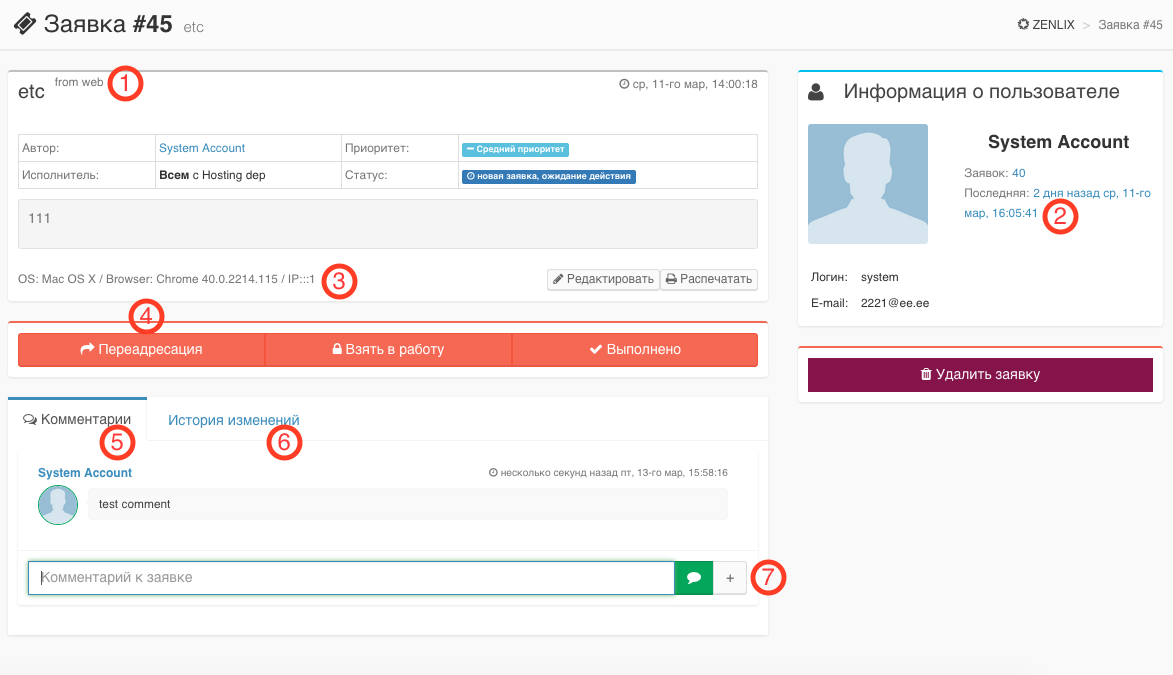 Заявка #45 etc
ZENLIX > Заявка #45
etc from web 1
ср, 11-го мар, 14:00:18
Автор: System Account Приоритет: Средний приоритет
Исполнитель: Всем с Hosting dep Статус: новая заявка, ожидание действия
111
OS: Mac OS X / Browser: Chrome 40.0.2214.115 / IP:::1 3
Редактировать Распечатать
4
Переадресация Взять в работу Выполнено
Комментарии История изменений
5 6
System Account несколько секунд назад пт, 13-го мар, 15:58:16
test comment
Комментарий к заявке + 7
Информация о пользователе
System Account
Заявок: 40
Последняя: 2 дня назад ср, 11-го
мар, 16:05:41 2
Логин: system
E-mail: 2221@ee.ee
Удалить заявку